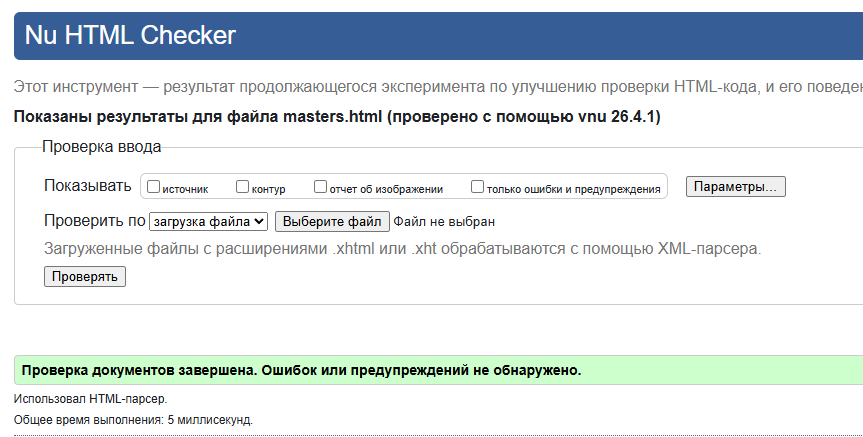 Nu HTML Checker
Этот инструмент — результат продолжающегося эксперимента по улучшению проверки HTML-кода, и его
Показаны результаты для файла masters.html (проверено с помощью vnu 26.4.1)
Проверка ввода
Показывать источник контур отчет об изображении только ошибки и предупреждения Параметры...
Проверить по загрузка файла Выберите файл Файл не выбран
Загруженные файлы с расширениями .xhtml или .xht обрабатываются с помощью XML-парсера.
Проверять
Проверка документов завершена. Ошибок или предупреждений не обнаружено.
Использовал HTML-парсер.
Общее время выполнения: 5 миллисекунд.